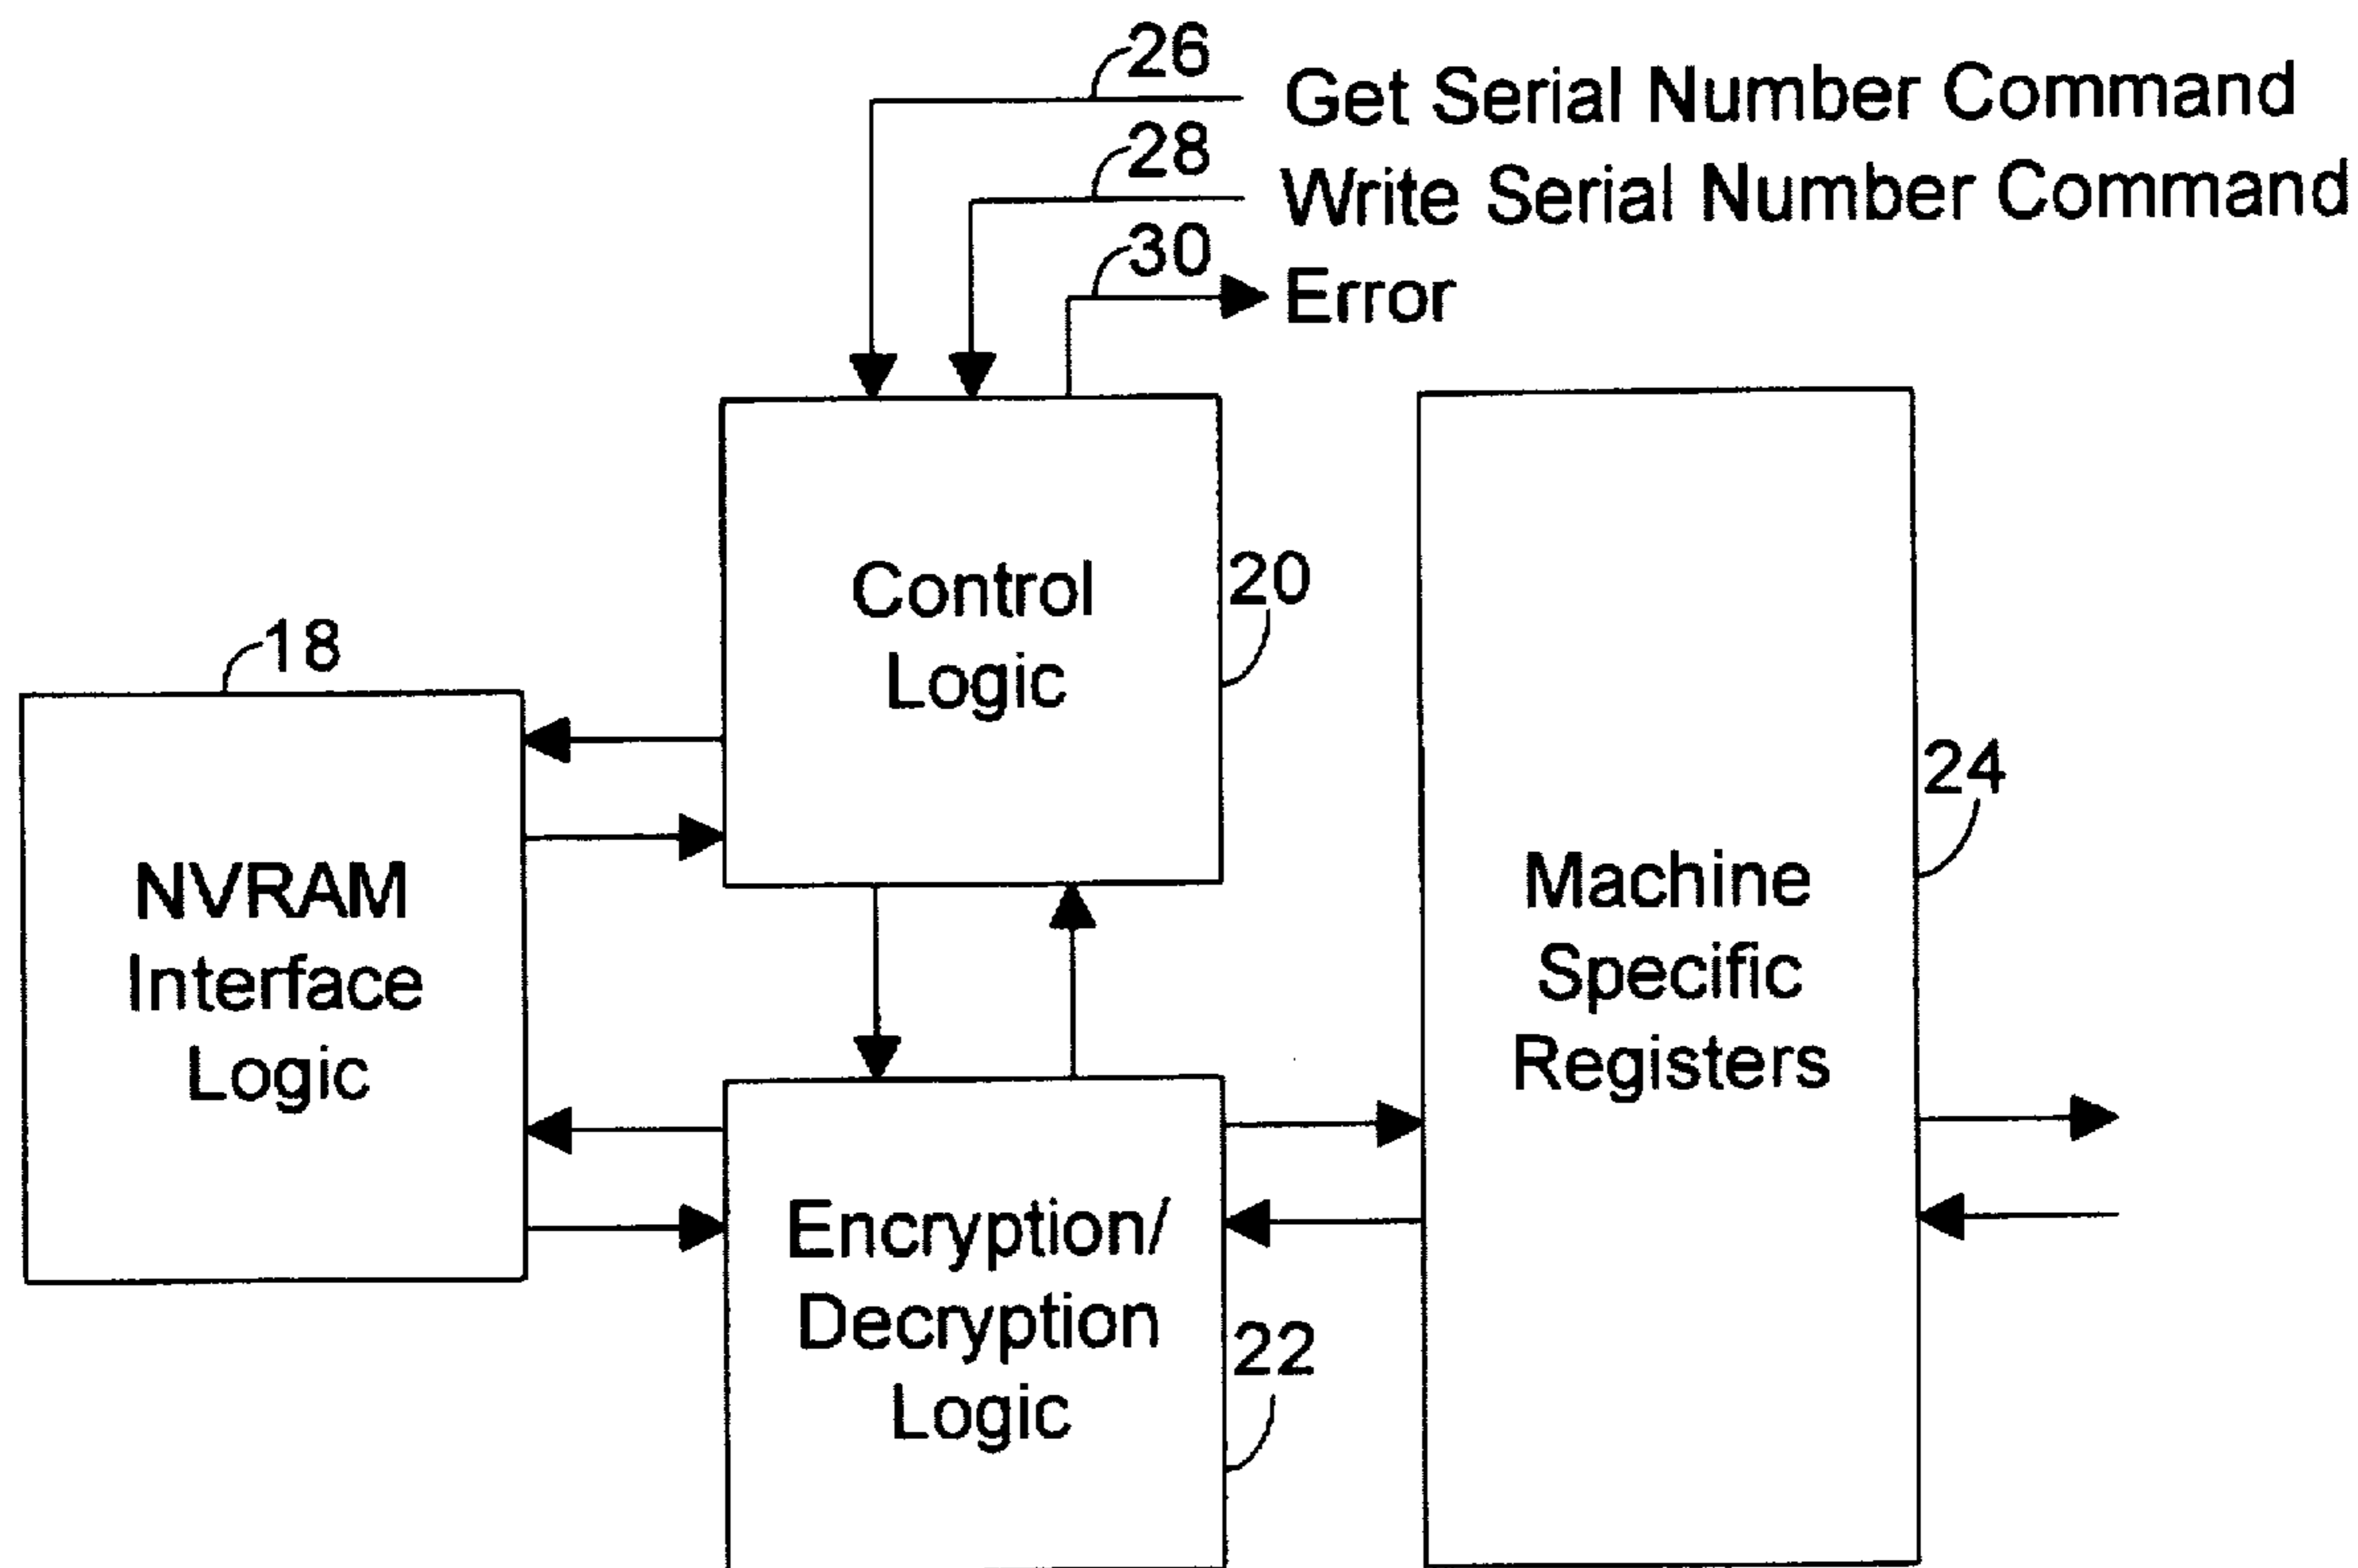 26
Get Serial Number Command
28
Write Serial Number Command
30
Error
Control
Logic
20
18
NVRAM
Interface
Logic
24
Machine
Specific
Registers
Encryption/
Decryption
Logic
22